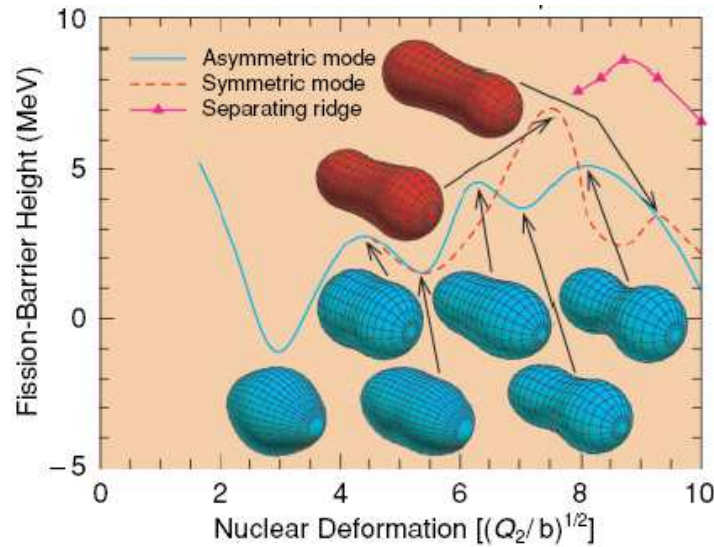 10
Asymmetric mode
Symmetric mode
Separating ridge
5
0
−5
0 2 4 6 8 10
Fission-Barrier Height (MeV)
Nuclear Deformation [(Q₂/b)¹/²]